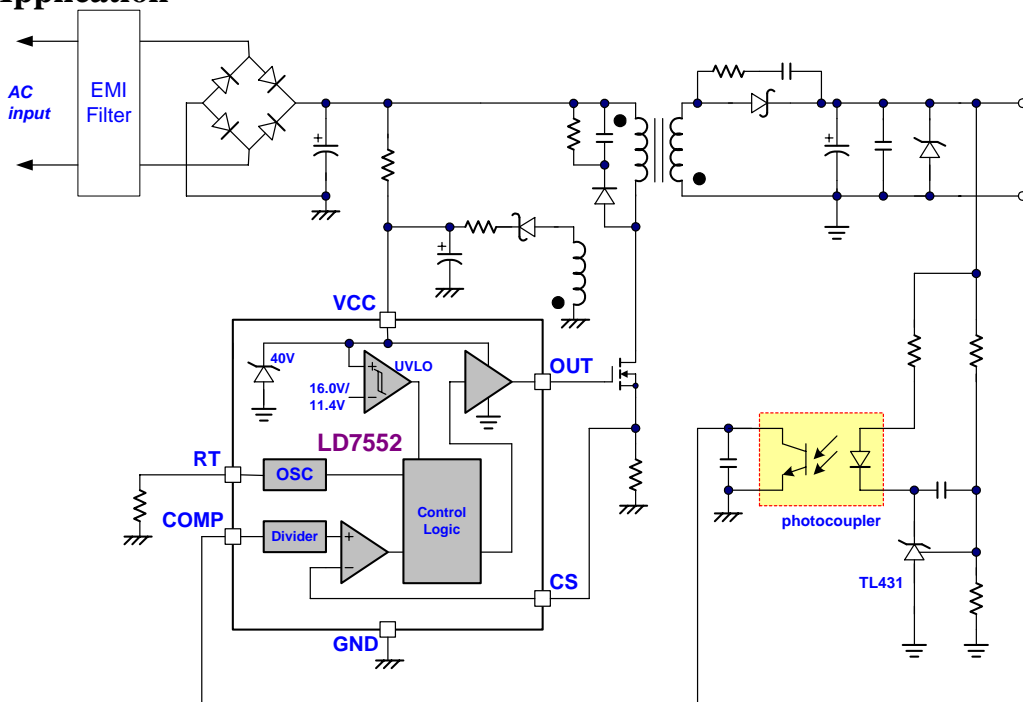 Application
AC
input
EMI
Filter
VCC
40V
UVLO
16.0V/
11.4V
OUT
LD7552
RT
OSC
COMP
Divider
Control
Logic
CS
GND
photocoupler
TL431